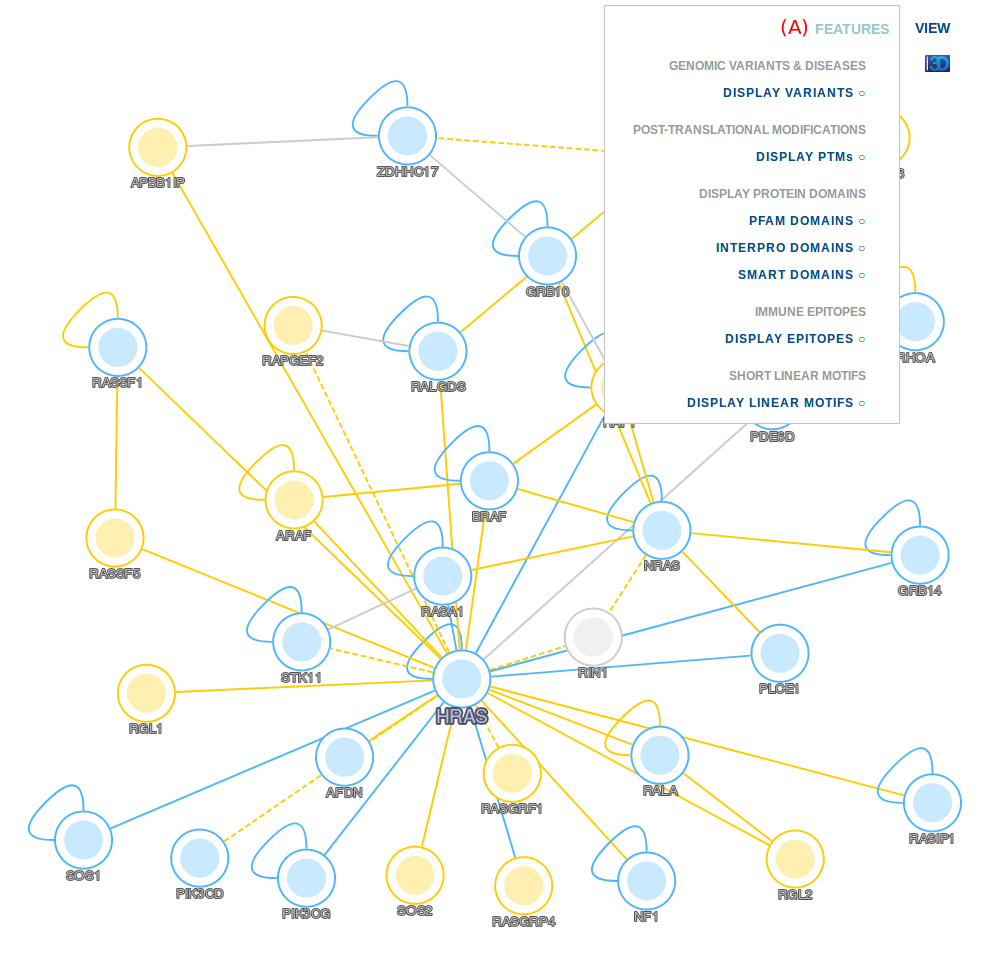 (A) FEATURES VIEW
3D
GENOMIC VARIANTS & DISEASES
DISPLAY VARIANTS
POST-TRANSLATIONAL MODIFICATIONS
DISPLAY PTMs
DISPLAY PROTEIN DOMAINS
PFAM DOMAINS
INTERPRO DOMAINS
SMART DOMAINS
IMMUNE EPITOPES
DISPLAY EPITOPES
SHORT LINEAR MOTIFS
DISPLAY LINEAR MOTIFS
ZDHHC17
APBB1IP
GRB10
RAPGEF2
RHOA
RASSF1
RALGDS
PDE6D
BRAF
ARAF
NRAS
RASSF5
GRB14
RASA1
RIN1
STK11
PLCE1
HRAS
RGL1
AFDN
RALA
RASGRF1
RASIP1
SOS1
PIK3CD
RGL2
PIK3CG
SOS2
NF1
RASGRP4